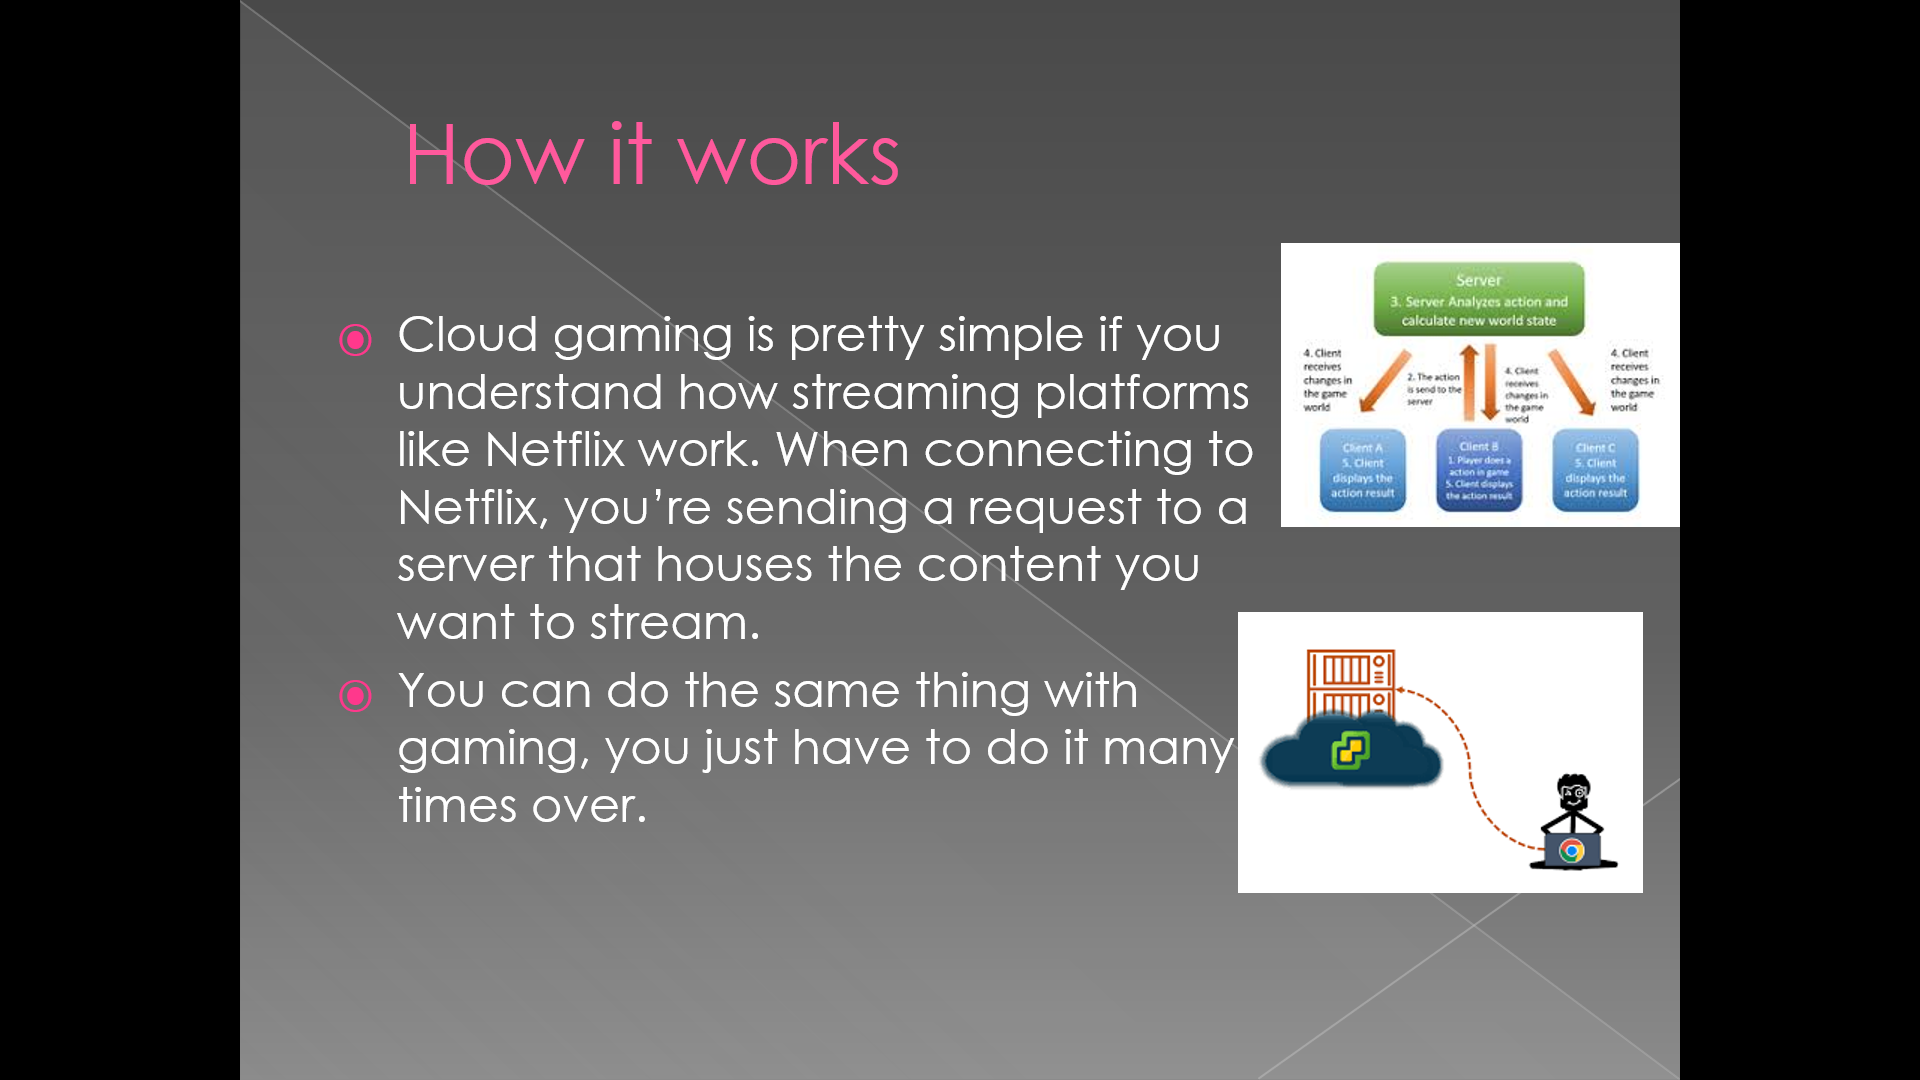 How it works
Cloud gaming is pretty simple if you
understand how streaming platforms
like Netflix work. When connecting to
Netflix, you’re sending a request to a
server that houses the content you
want to stream.
You can do the same thing with
gaming, you just have to do it many
times over.
Server
3. Server Analyzes action and
calculate new world state
4. Client
receives
changes in
the game
world
2. The action
is send to the
server
4. Client
receives
changes in
the game
world
4. Client
receives
changes in
the game
world
Client A
5. Client
displays the
action result
Client B
1. Player does a
action in game
5. Client displays
the action result
Client C
5. Client
displays the
action result